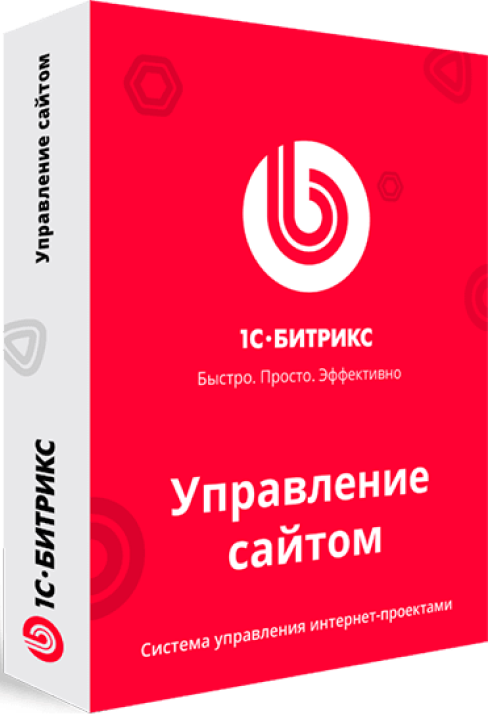 Управление сайтом
1С·БИТРИКС
1С·БИТРИКС
Быстро. Просто. Эффективно
Управление
сайтом
Система управления интернет-проектами